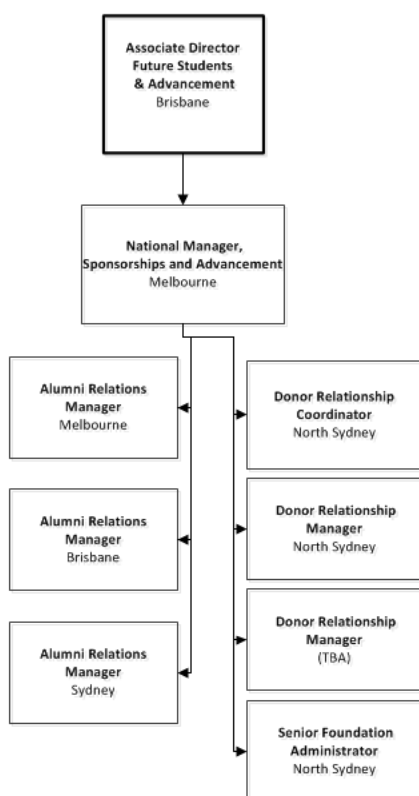 Associate Director
Future Students
& Advancement
Brisbane
National Manager,
Sponsorships and Advancement
Melbourne
Alumni Relations
Manager
Melbourne
Alumni Relations
Manager
Brisbane
Alumni Relations
Manager
Sydney
Donor Relationship
Coordinator
North Sydney
Donor Relationship
Manager
North Sydney
Donor Relationship
Manager
(TBA)
Senior Foundation
Administrator
North Sydney